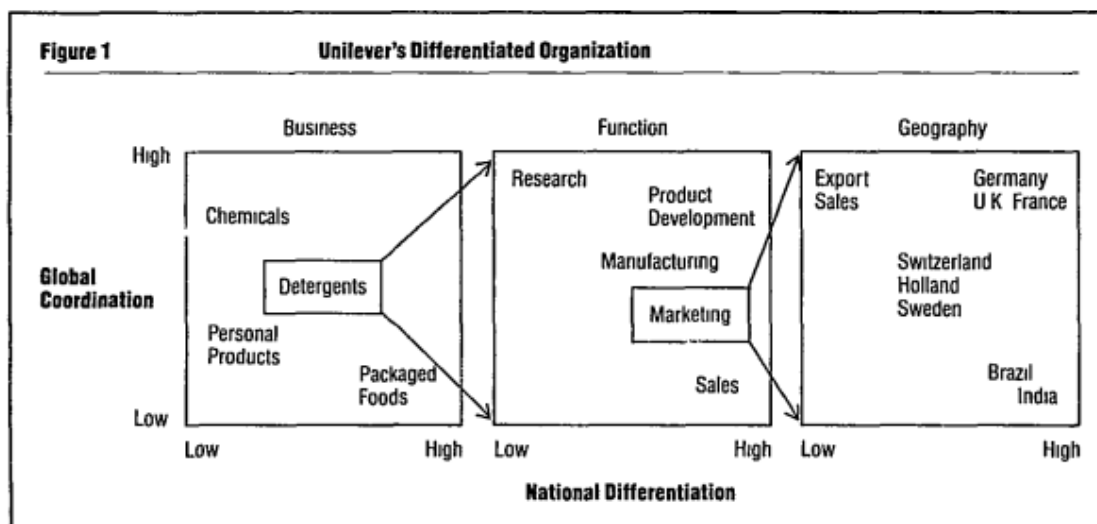 Figure 1 Unilever's Differentiated Organization
Business Function Geography
High
Research
Export
Sales
Germany
U K France
Product
Development
Chemicals
Manufacturing
Switzerland
Holland
Sweden
Global
Coordination
Detergents
Marketing
Personal
Products
Packaged
Foods
Sales
Brazil
India
Low
Low High Low High Low High
National Differentiation